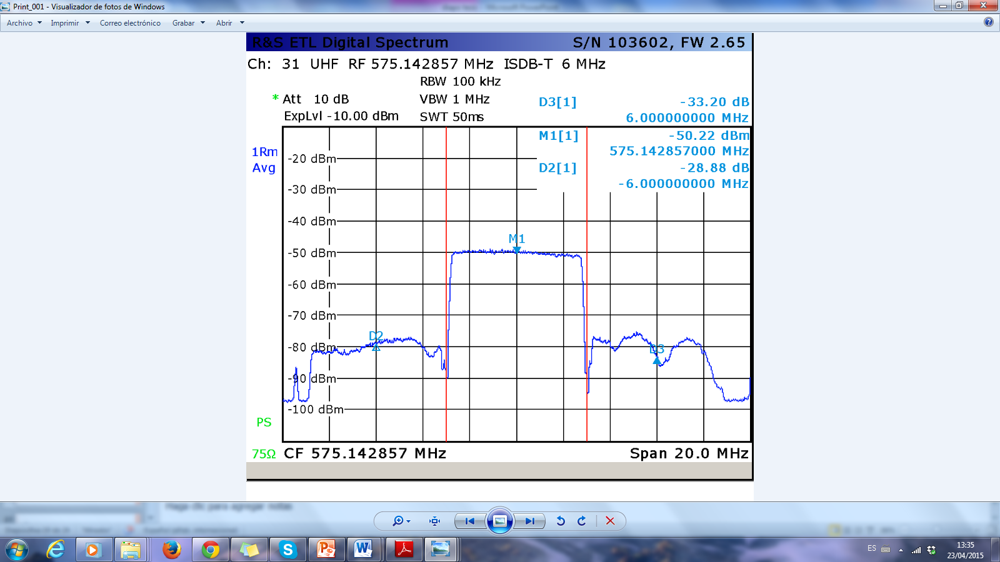 Print_001 - Visualizador de fotos de Windows
Archivo Imprimir Correo electrónico Grabar Abrir
R&S ETL Digital Spectrum S/N 103602, FW 2.65
Ch: 31 UHF RF 575.142857 MHz ISDB-T 6 MHz
RBW 100 kHz
* Att 10 dB VBW 1 MHz D3[1] -33.20 dB
ExpLvl -10.00 dBm SWT 50ms 6.000000000 MHz
M1[1] -50.22 dBm
1Rm 575.142857000 MHz
-20 dBm
Avg D2[1] -28.88 dB
-6.000000000 MHz
-30 dBm
-40 dBm
M1
-50 dBm
-60 dBm
-70 dBm
D2
-80 dBm D3
-90 dBm
-100 dBm
PS
75Ω CF 575.142857 MHz Span 20.0 MHz
Haga clic para agregar notas
ES 13:35
23/04/2015